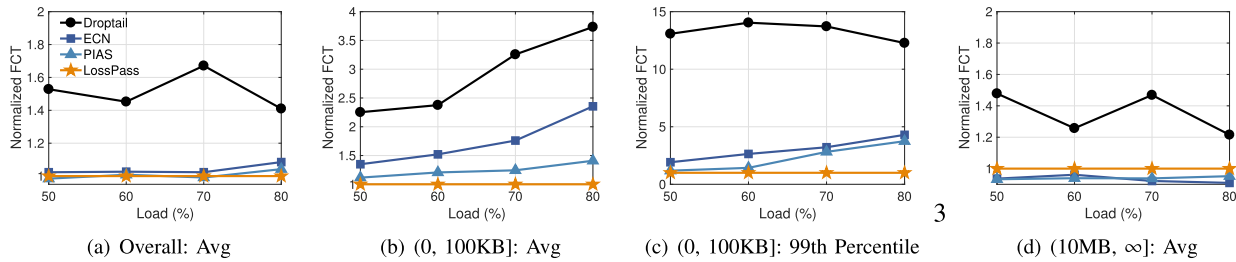 2
1.8
1.6
1.4
1.2
1
Normalized FCT
Droptail
ECN
PIAS
LossPass
50
60
70
80
Load (%)
(a) Overall: Avg
4
3.5
3
2.5
2
1.5
1
Normalized FCT
50
60
70
80
Load (%)
(b) (0, 100KB]: Avg
15
10
5
0
Normalized FCT
50
60
70
80
Load (%)
(c) (0, 100KB]: 99th Percentile
3
2
1.8
1.6
1.4
1.2
1
Normalized FCT
50
60
70
80
Load (%)
(d) (10MB, ∞]: Avg